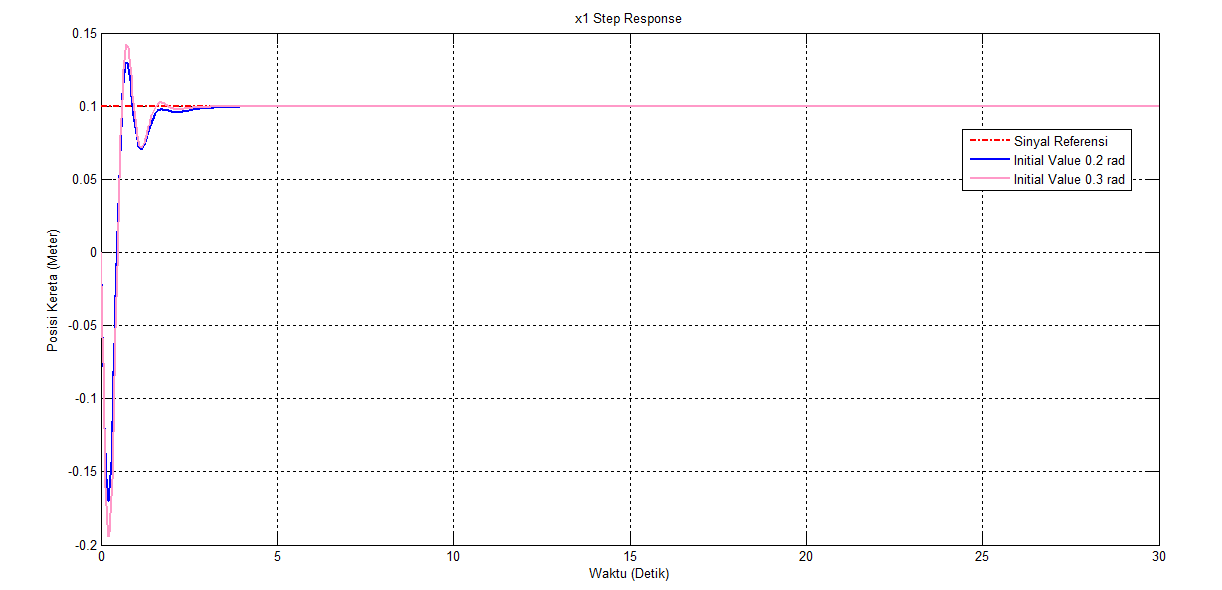 x1 Step Response
0.15
0.1
0.05
0
-0.05
-0.1
-0.15
-0.2
Posisi Kereta (Meter)
Sinyal Referensi
Initial Value 0.2 rad
Initial Value 0.3 rad
0 5 10 15 20 25 30
Waktu (Detik)